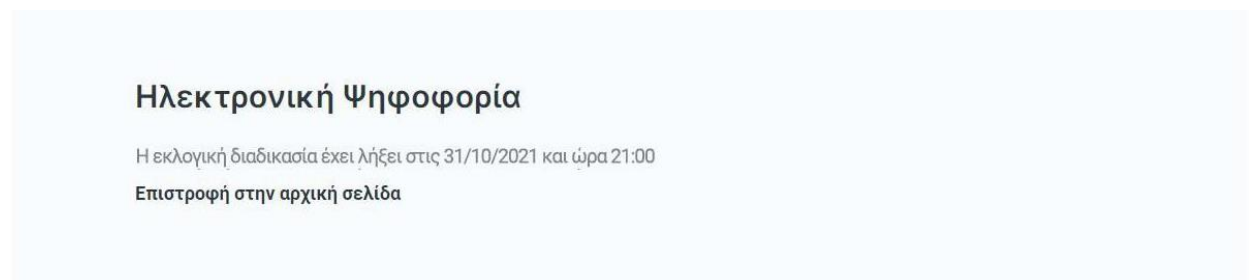 Ηλεκτρονική Ψηφοφορία
Η εκλογική διαδικασία έχει λήξει στις 31/10/2021 και ώρα 21:00
Επιστροφή στην αρχική σελίδα